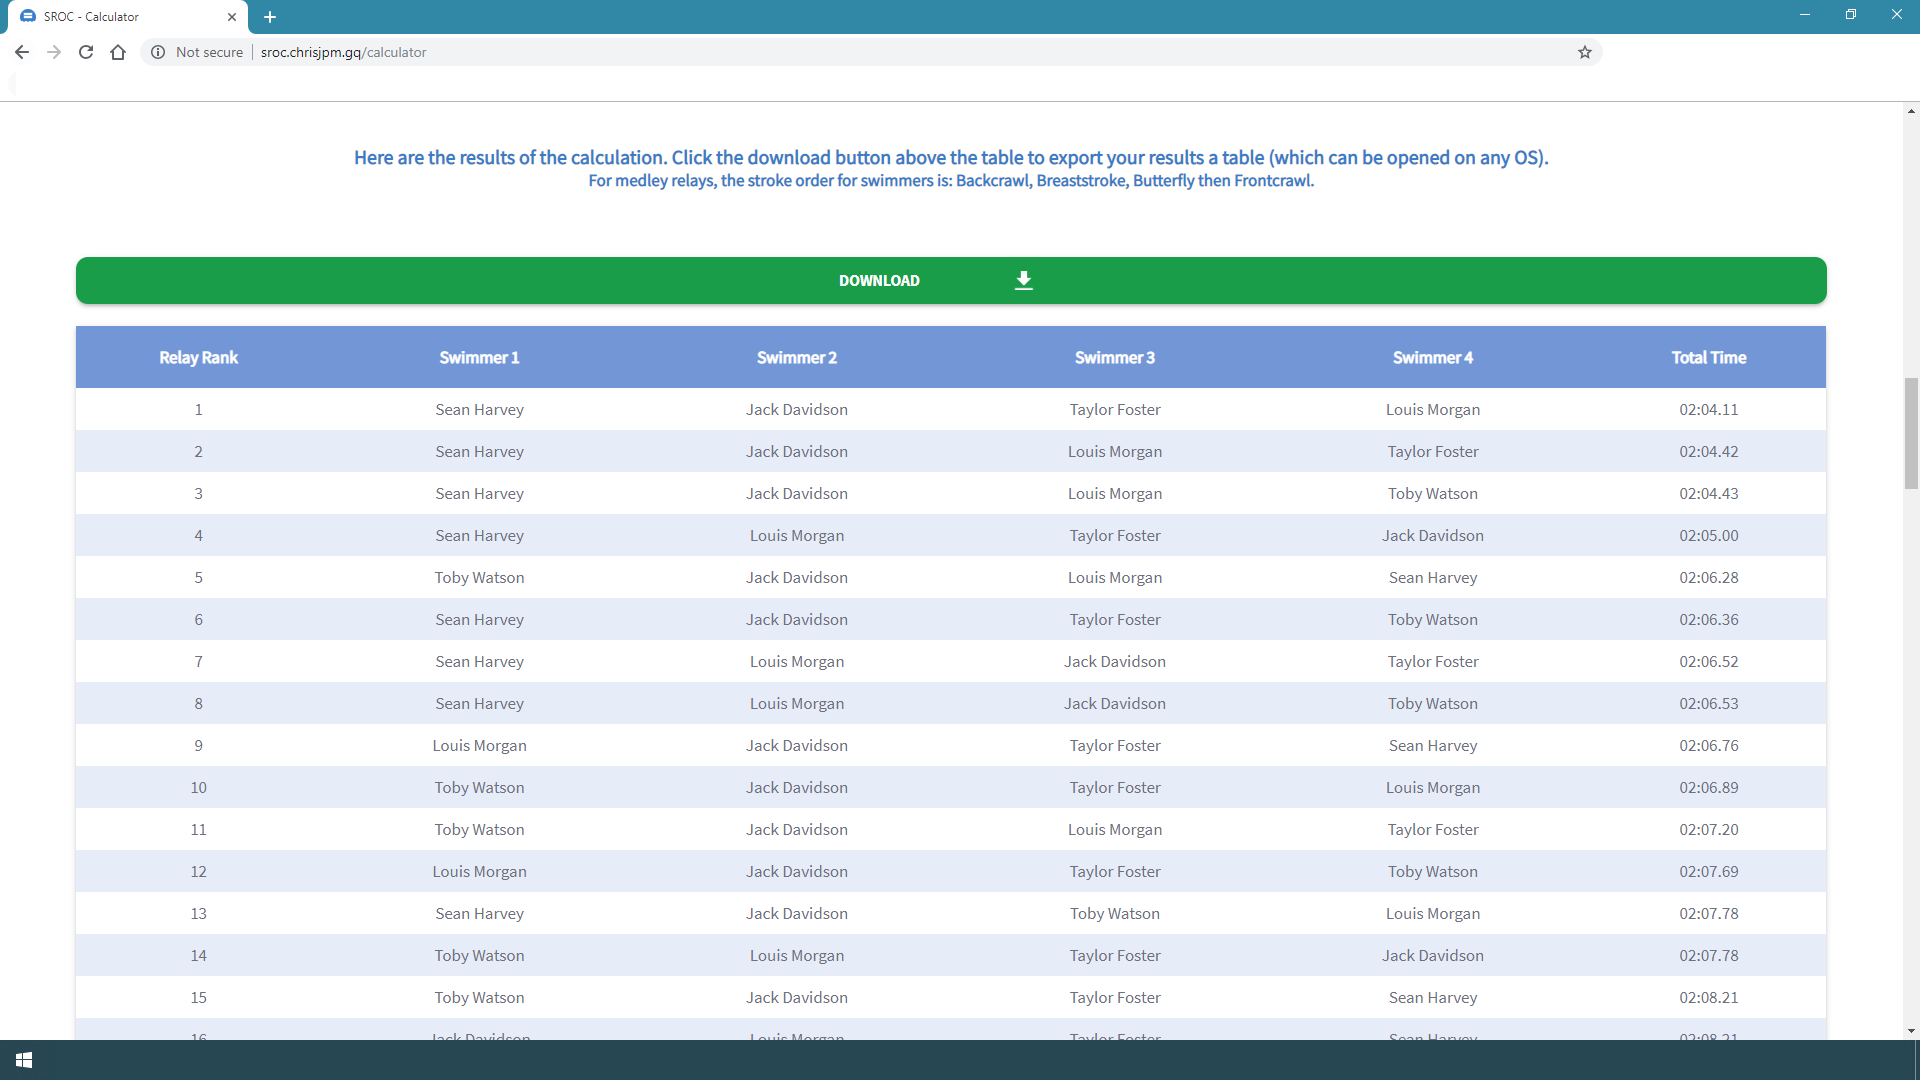 SROC - Calculator
Not secure sroc.chrisjpm.gq/calculator
Here are the results of the calculation. Click the download button above the table to export your results a table (which can be opened on any OS).
For medley relays, the stroke order for swimmers is: Backcrawl, Breaststroke, Butterfly then Frontcrawl.
DOWNLOAD
Relay Rank Swimmer 1 Swimmer 2 Swimmer 3 Swimmer 4 Total Time
1 Sean Harvey Jack Davidson Taylor Foster Louis Morgan 02:04.11
2 Sean Harvey Jack Davidson Louis Morgan Taylor Foster 02:04.42
3 Sean Harvey Jack Davidson Louis Morgan Toby Watson 02:04.43
4 Sean Harvey Louis Morgan Taylor Foster Jack Davidson 02:05.00
5 Toby Watson Jack Davidson Louis Morgan Sean Harvey 02:06.28
6 Sean Harvey Jack Davidson Taylor Foster Toby Watson 02:06.36
7 Sean Harvey Louis Morgan Jack Davidson Taylor Foster 02:06.52
8 Sean Harvey Louis Morgan Jack Davidson Toby Watson 02:06.53
9 Louis Morgan Jack Davidson Taylor Foster Sean Harvey 02:06.76
10 Toby Watson Jack Davidson Taylor Foster Louis Morgan 02:06.89
11 Toby Watson Jack Davidson Louis Morgan Taylor Foster 02:07.20
12 Louis Morgan Jack Davidson Taylor Foster Toby Watson 02:07.69
13 Sean Harvey Jack Davidson Toby Watson Louis Morgan 02:07.78
14 Toby Watson Louis Morgan Taylor Foster Jack Davidson 02:07.78
15 Toby Watson Jack Davidson Taylor Foster Sean Harvey 02:08.21
16 Jack Davidson Louis Morgan Taylor Foster Sean Harvey 02:08.21